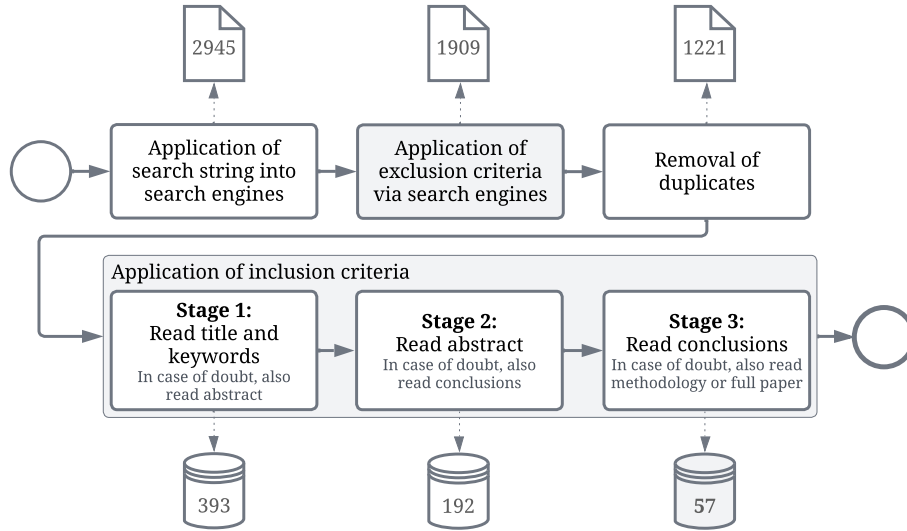 2945
1909
1221
Application of
search string into
search engines
Application of
exclusion criteria
via search engines
Removal of
duplicates
Application of inclusion criteria
Stage 1:
Read title and
keywords
In case of doubt, also
read abstract
Stage 2:
Read abstract
In case of doubt, also
read conclusions
Stage 3:
Read conclusions
In case of doubt, also read
methodology or full paper
393
192
57